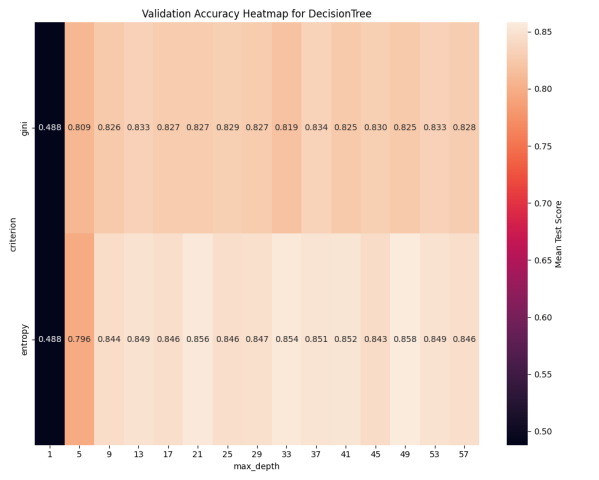 Validation Accuracy Heatmap for DecisionTree
criterion
gini
0.488 0.809 0.826 0.833 0.827 0.827 0.829 0.827 0.819 0.834 0.825 0.830 0.825 0.833 0.828
entropy
0.488 0.796 0.844 0.849 0.846 0.856 0.846 0.847 0.854 0.851 0.852 0.843 0.858 0.849 0.846
1 5 9 13 17 21 25 29 33 37 41 45 49 53 57
max_depth
0.85
0.80
0.75
0.70
0.65
0.60
0.55
0.50
Mean Test Score